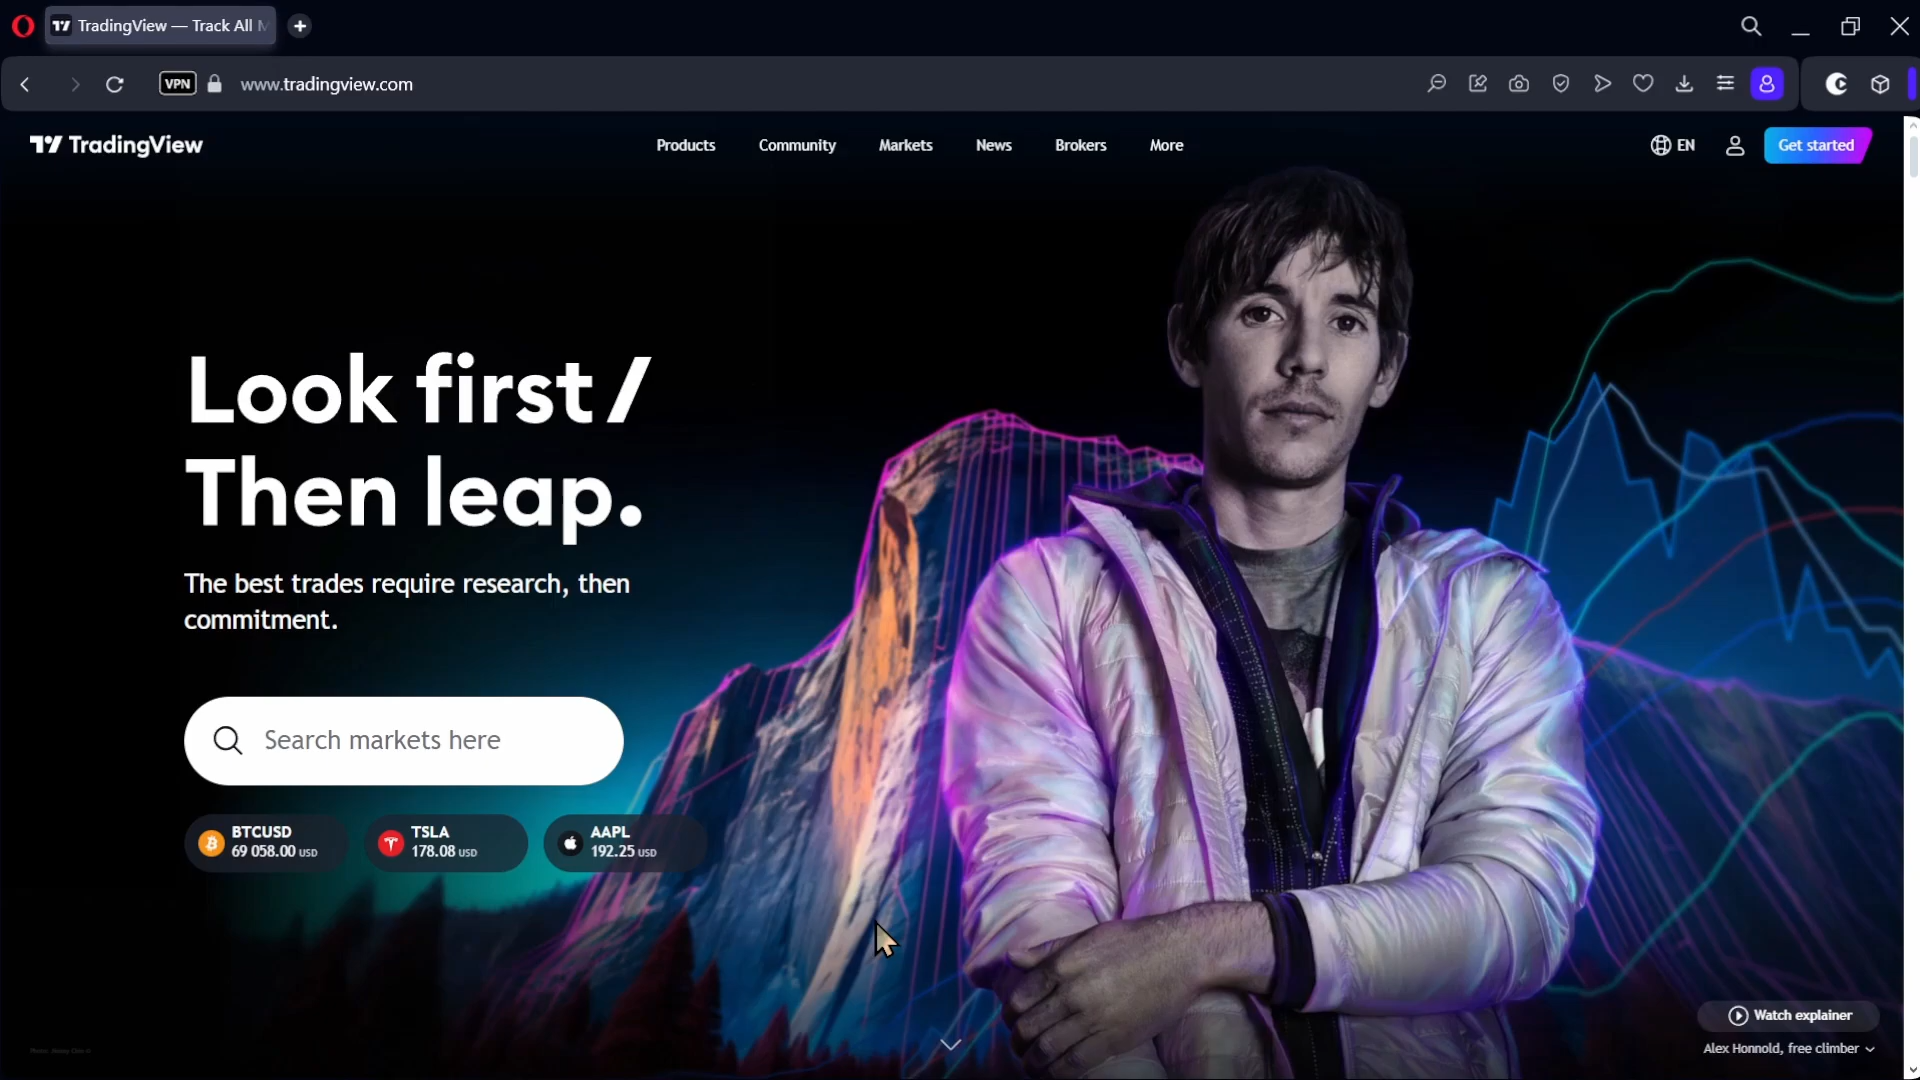 TradingView — Track All M
VPN
www.tradingview.com
TradingView
Products
Community
Markets
News
Brokers
More
EN
Get started
Look first /
Then leap.
The best trades require research, then
commitment.
Search markets here
BTCUSD
69 058.00 USD
TSLA
178.08 USD
AAPL
192.25 USD
Watch explainer
Alex Honnold, free climber